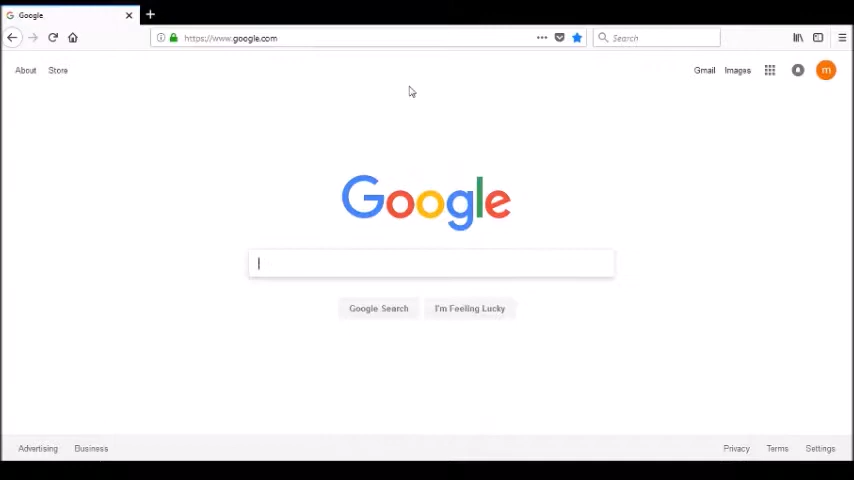 Google
https://www.google.com
Search
About Store
Gmail Images
m
Google
Google Search I'm Feeling Lucky
Advertising Business
Privacy Terms Settings